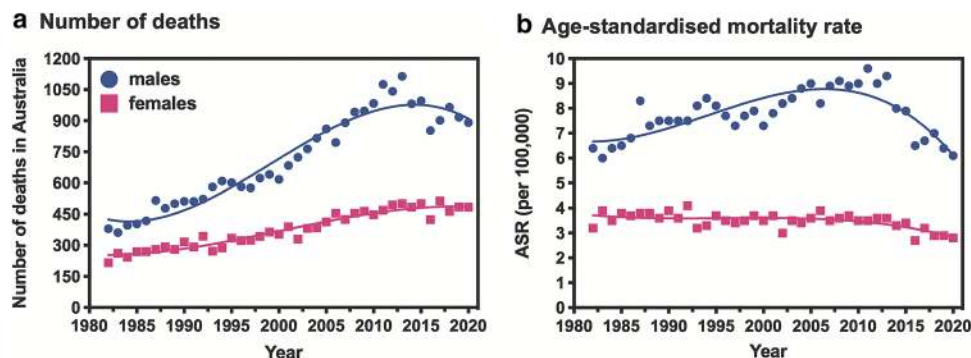 a Number of deaths
Number of deaths in Australia
1200
1050
900
750
600
450
300
150
0
males
females
1980 1985 1990 1995 2000 2005 2010 2015 2020
Year
b Age-standardised mortality rate
ASR (per 100,000)
10
9
8
7
6
5
4
3
2
1
0
1980 1985 1990 1995 2000 2005 2010 2015 2020
Year